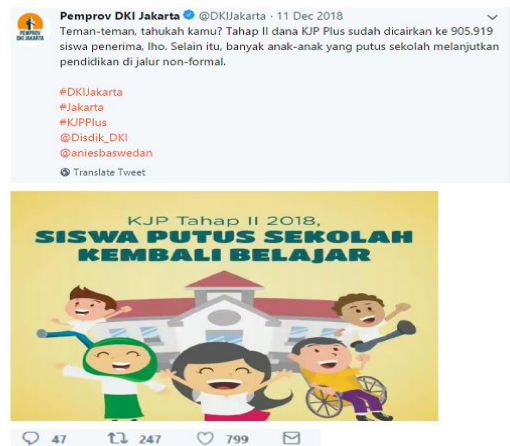 Pemprov DKI Jakarta @DKIJakarta · 11 Dec 2018
PEMPROV
DKI JAKARTA
Teman-teman, tahukah kamu? Tahap II dana KJP Plus sudah dicairkan ke 905.919
siswa penerima, lho. Selain itu, banyak anak-anak yang putus sekolah melanjutkan
pendidikan di jalur non-formal.
#DKIJakarta
#Jakarta
#KJPPlus
@Disdik_DKI
@aniesbaswedan
Translate Tweet
KJP Tahap II 2018,
SISWA PUTUS SEKOLAH
KEMBALI BELAJAR
47 247 799